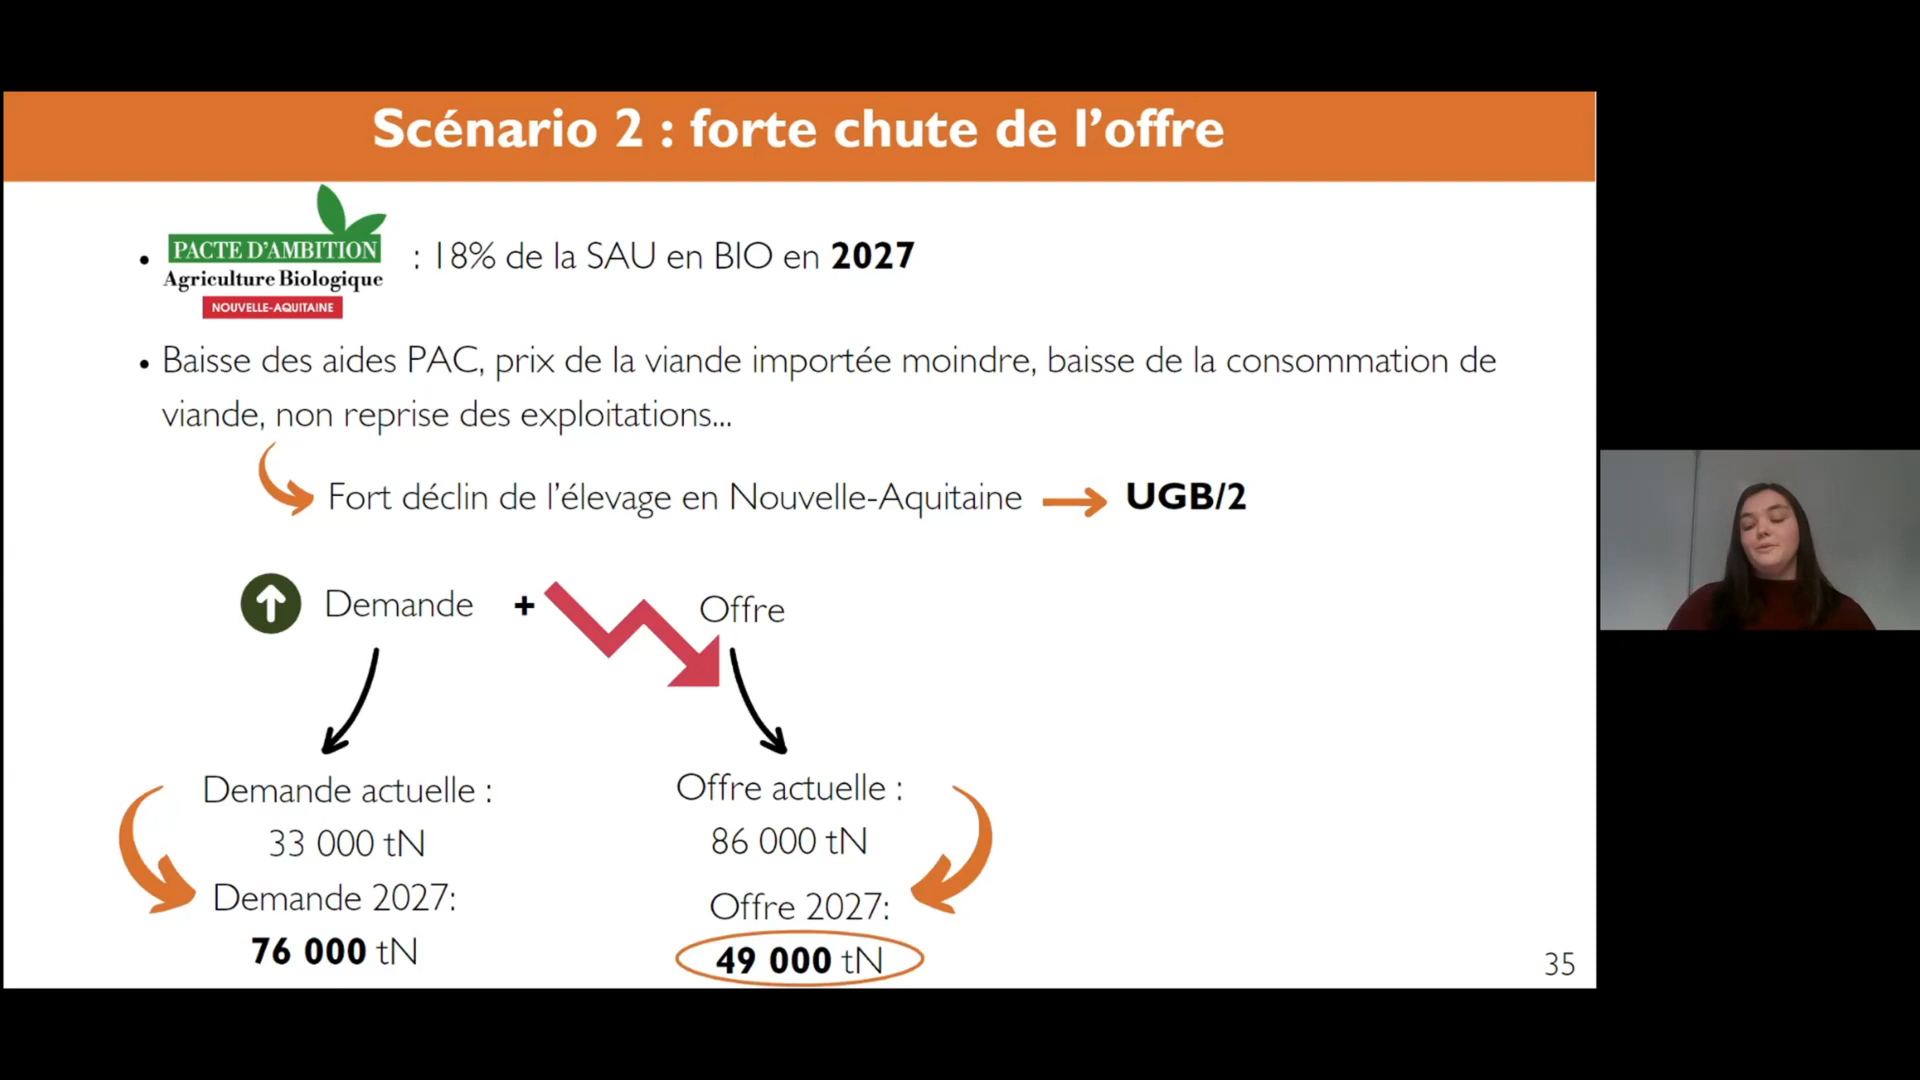 Scénario 2 : forte chute de l'offre
PACTE D'AMBITION
Agriculture Biologique
NOUVELLE-AQUITAINE
: 18% de la SAU en BIO en 2027
• Baisse des aides PAC, prix de la viande importée moindre, baisse de la consommation de
viande, non reprise des exploitations...
Fort déclin de l'élevage en Nouvelle-Aquitaine → UGB/2
Demande + Offre
Demande actuelle :
33 000 tN
Demande 2027:
76 000 tN
Offre actuelle :
86 000 tN
Offre 2027:
49 000 tN
35